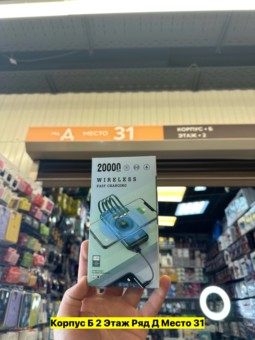 Д МЕСТО 31
КОРПУС • Б
ЭТАЖ • 2
20000
WIRELESS
FAST CHARGING
Корпус Б 2 Этаж Ряд Д Место 31